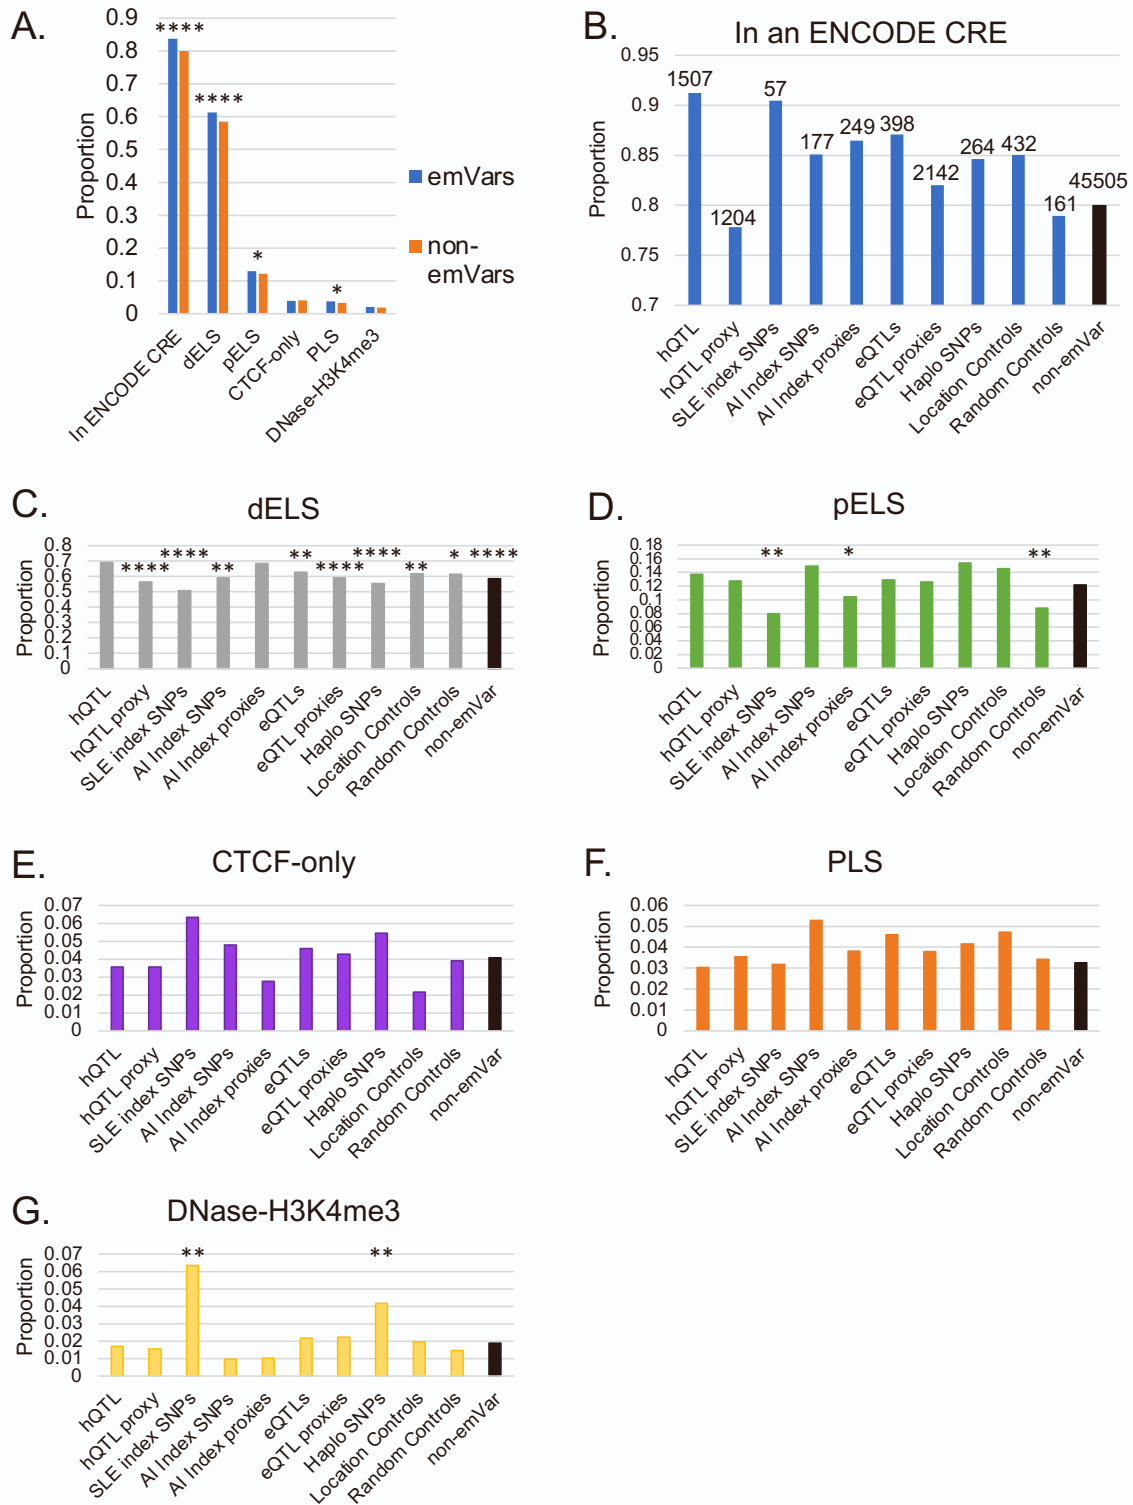 A.
0.9
0.8
0.7
0.6
0.5
0.4
0.3
0.2
0.1
0
Proportion
****
****
*
*
In ENCODE CRE
dELS
pELS
CTCF-only
PLS
DNase-H3K4me3
emVars
non-
emVars
B.
In an ENCODE CRE
0.95
0.9
0.85
0.8
0.75
0.7
Proportion
1507
1204
57
177
249
398
2142
264
432
161
45505
hQTL
hQTL proxy
SLE index SNPs
AI Index SNPs
AI Index proxies
eQTLs
eQTL proxies
Haplo SNPs
Location Controls
Random Controls
non-emVar
C.
dELS
0.8
0.7
0.6
0.5
0.4
0.3
0.2
0.1
0
Proportion
****
****
**
**
****
****
**
*
****
hQTL
hQTL proxy
SLE index SNPs
AI Index SNPs
AI Index proxies
eQTLs
eQTL proxies
Haplo SNPs
Location Controls
Random Controls
non-emVar
D.
pELS
0.18
0.16
0.14
0.12
0.1
0.08
0.06
0.04
0.02
0
Proportion
**
*
**
hQTL
hQTL proxy
SLE index SNPs
AI Index SNPs
AI Index proxies
eQTLs
eQTL proxies
Haplo SNPs
Location Controls
Random Controls
non-emVar
E.
CTCF-only
0.07
0.06
0.05
0.04
0.03
0.02
0.01
0
Proportion
hQTL
hQTL proxy
SLE index SNPs
AI Index SNPs
AI Index proxies
eQTLs
eQTL proxies
Haplo SNPs
Location Controls
Random Controls
non-emVar
F.
PLS
0.06
0.05
0.04
0.03
0.02
0.01
0
Proportion
hQTL
hQTL proxy
SLE index SNPs
AI Index SNPs
AI Index proxies
eQTLs
eQTL proxies
Haplo SNPs
Location Controls
Random Controls
non-emVar
G.
DNase-H3K4me3
0.07
0.06
0.05
0.04
0.03
0.02
0.01
0
Proportion
**
**
hQTL
hQTL proxy
SLE index SNPs
AI Index SNPs
AI Index proxies
eQTLs
eQTL proxies
Haplo SNPs
Location Controls
Random Controls
non-emVar